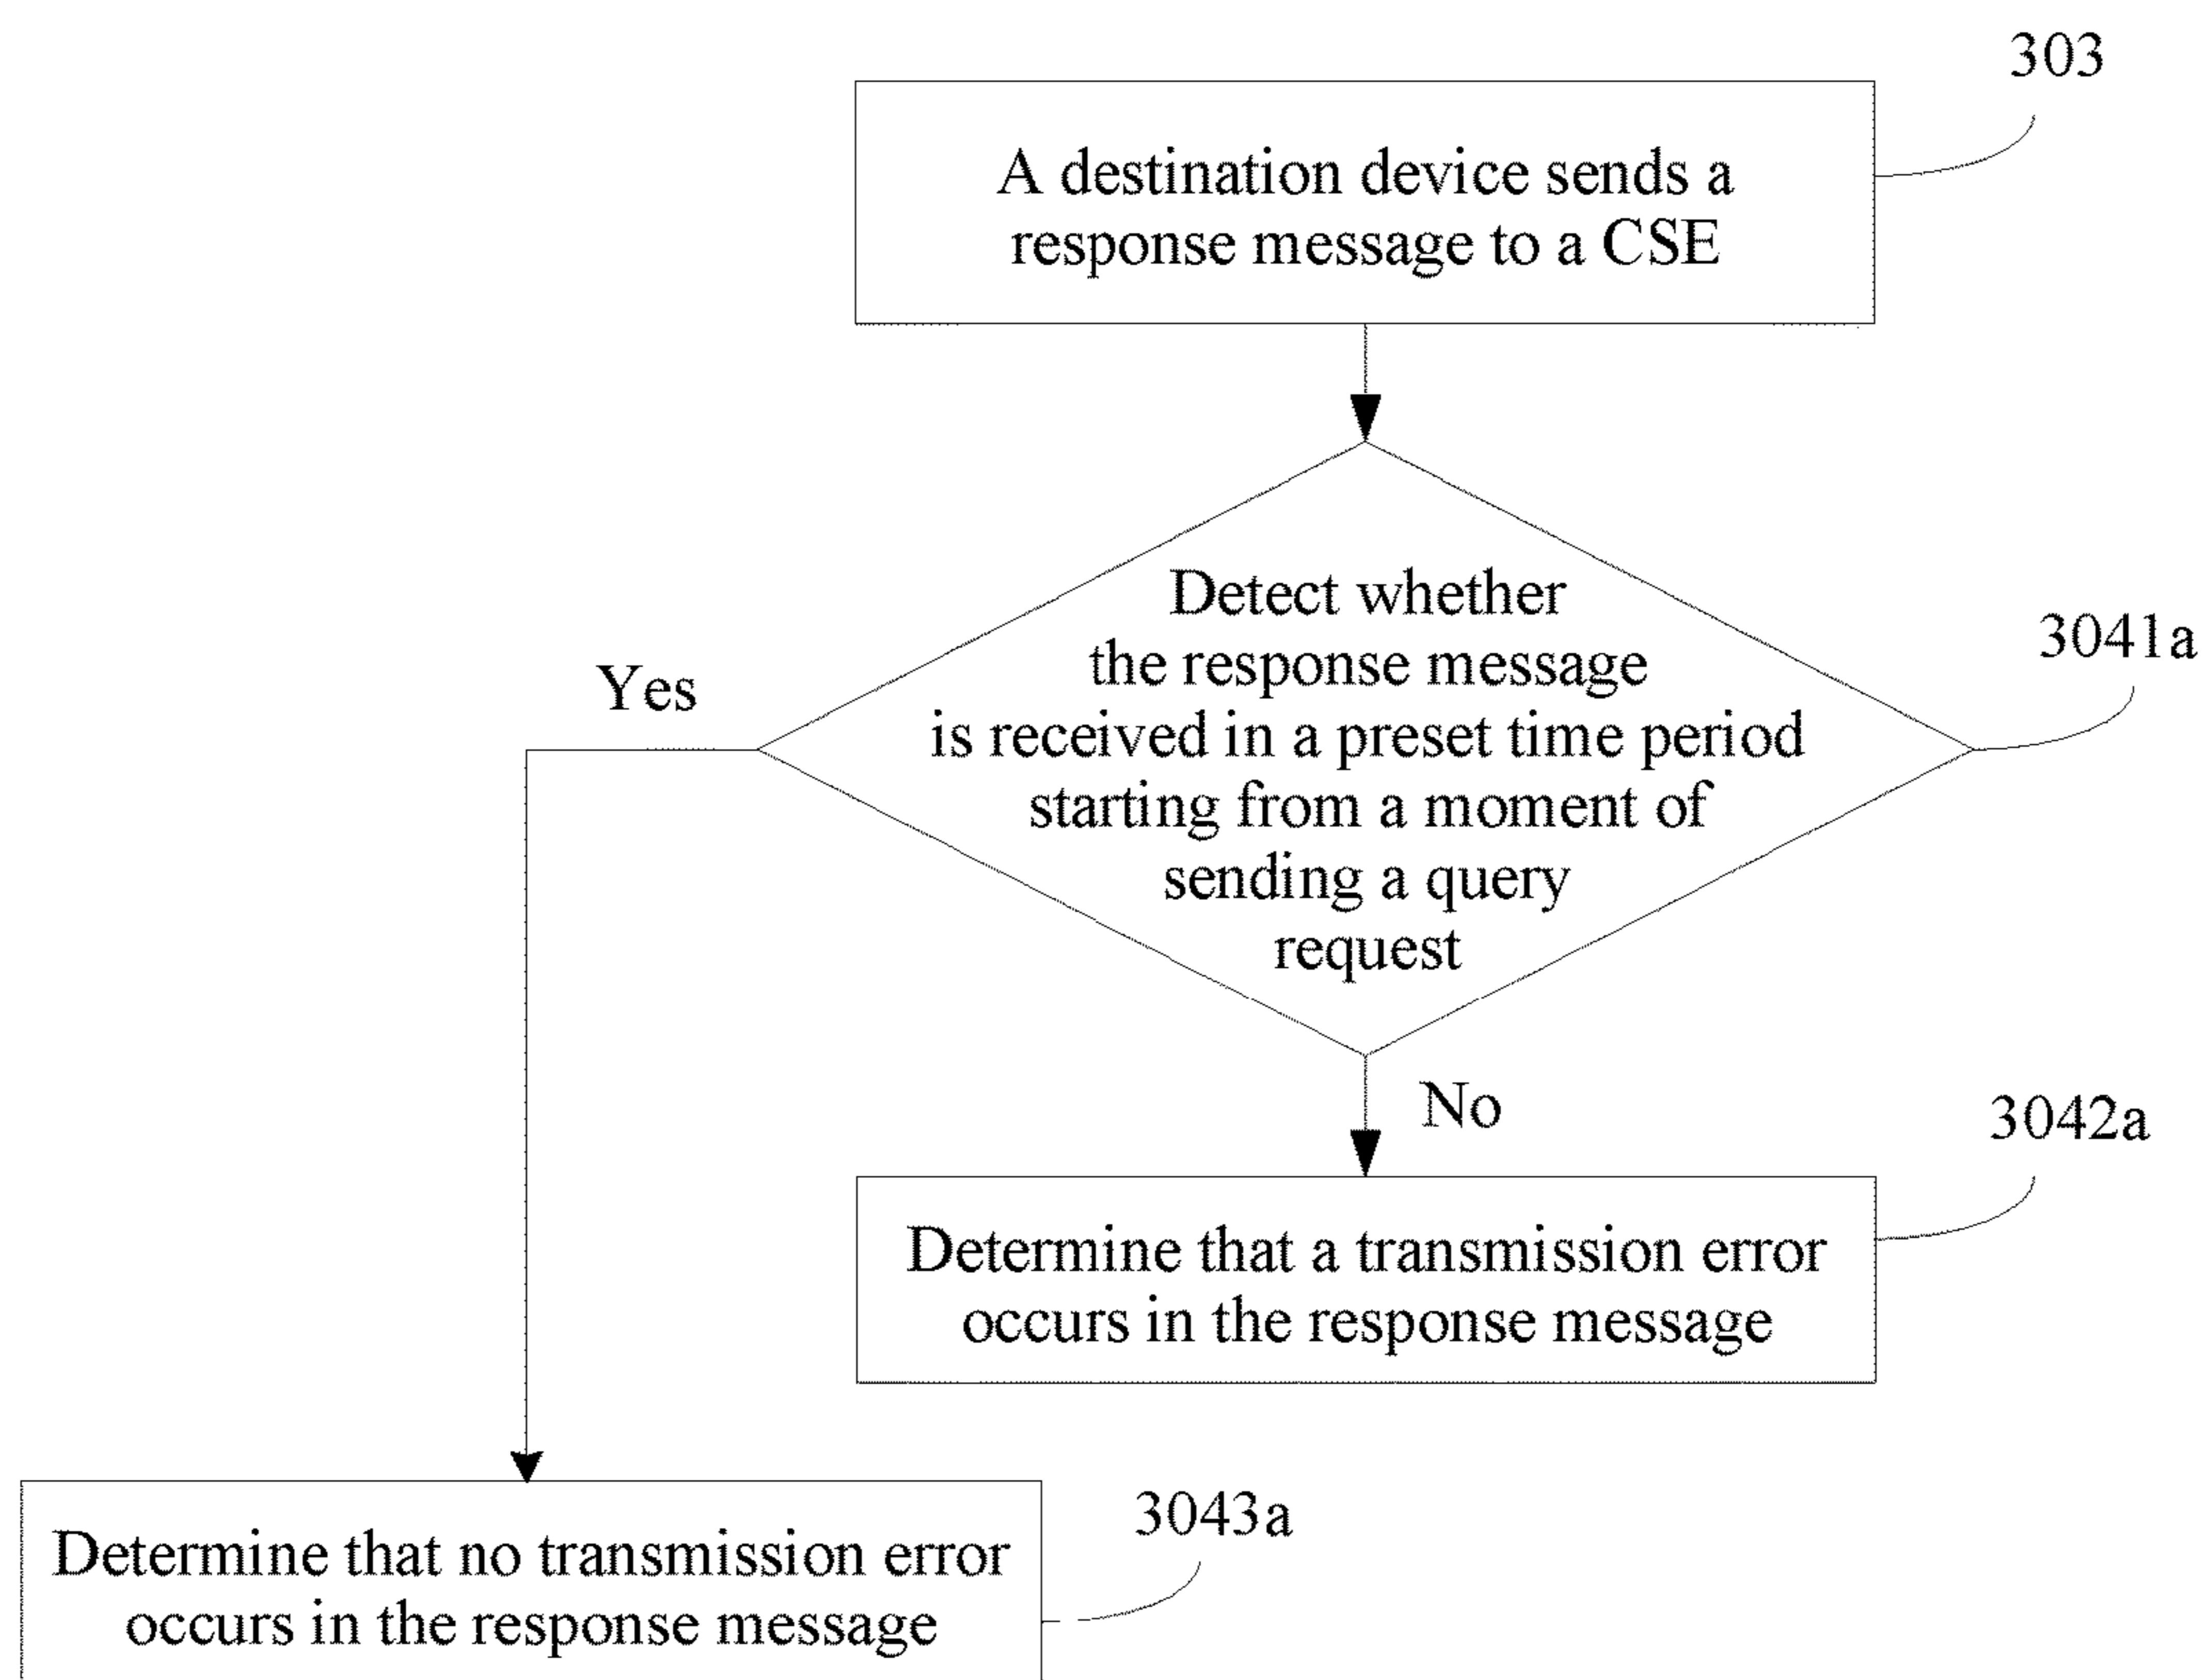 303
A destination device sends a
response message to a CSE
Detect whether
the response message
is received in a preset time period
starting from a moment of
sending a query
request
3041a
Yes
No
3042a
Determine that a transmission error
occurs in the response message
3043a
Determine that no transmission error
occurs in the response message